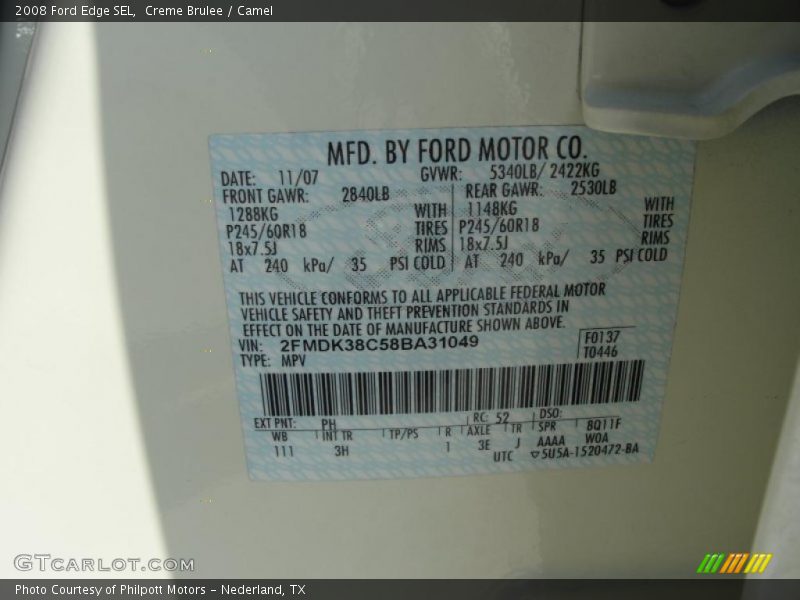 2008 Ford Edge SEL, Creme Brulee / Camel
MFD. BY FORD MOTOR CO.
DATE: 11/07 GVWR: 5340LB/ 2422KG
FRONT GAWR: 2840LB REAR GAWR: 2530LB
1288KG WITH 1148KG WITH
P245/60R18 TIRES P245/60R18 TIRES
18x7.5J RIMS 18x7.5J RIMS
AT 240 kPa/ 35 PSI COLD AT 240 kPa/ 35 PSI COLD
THIS VEHICLE CONFORMS TO ALL APPLICABLE FEDERAL MOTOR
VEHICLE SAFETY AND THEFT PREVENTION STANDARDS IN
EFFECT ON THE DATE OF MANUFACTURE SHOWN ABOVE.
VIN: 2FMDK38C58BA31049 F0137
TYPE: MPV T0446
EXT PNT: PH RC: 52 DSO:
WB INT TR TP/PS R AXLE TR SPR 8Q11F
111 3H 1 3E J AAAA W0A
UTC ▽5U5A-1520472-BA
GTCARLOT.COM
Photo Courtesy of Philpott Motors - Nederland, TX